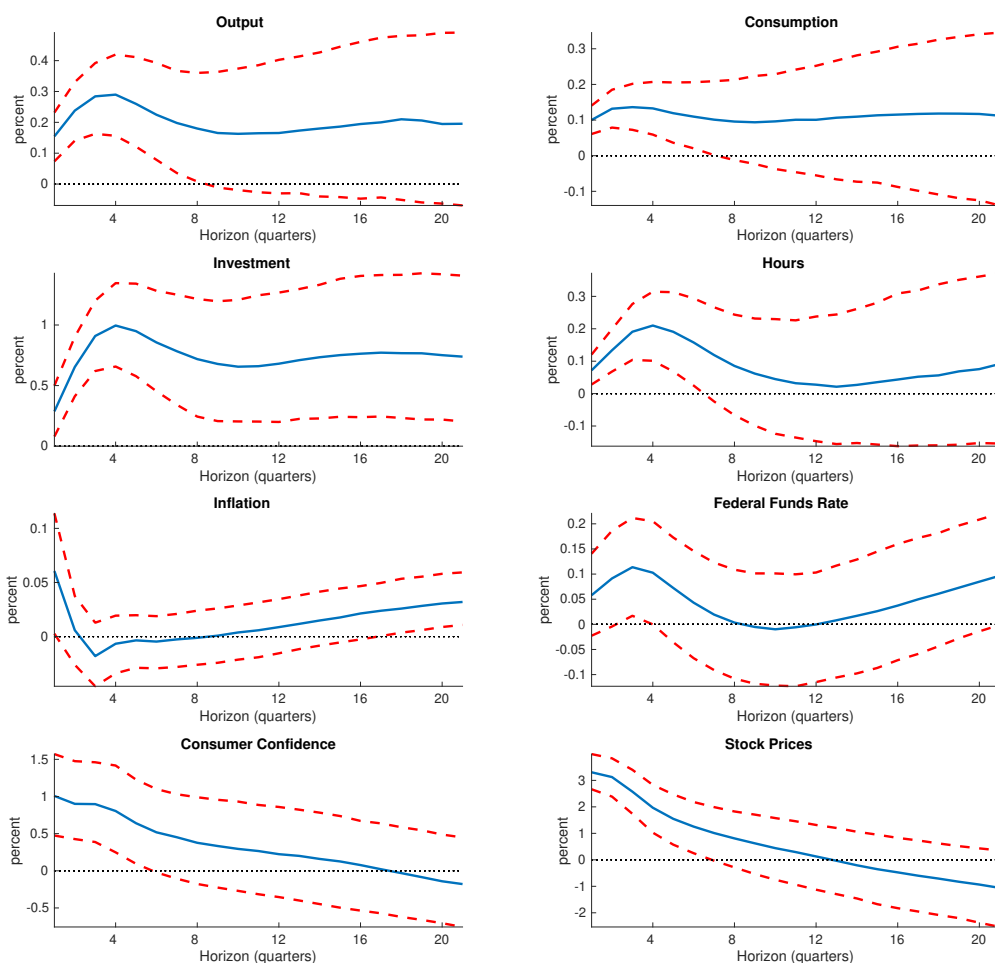 Output
percent
0.4
0.3
0.2
0.1
0
4 8 12 16 20
Horizon (quarters)
Consumption
percent
0.3
0.2
0.1
0
-0.1
4 8 12 16 20
Horizon (quarters)
Investment
percent
1
0.5
0
4 8 12 16 20
Horizon (quarters)
Hours
percent
0.3
0.2
0.1
0
-0.1
4 8 12 16 20
Horizon (quarters)
Inflation
percent
0.1
0.05
0
4 8 12 16 20
Horizon (quarters)
Federal Funds Rate
percent
0.2
0.15
0.1
0.05
0
-0.05
-0.1
4 8 12 16 20
Horizon (quarters)
Consumer Confidence
percent
1.5
1
0.5
0
-0.5
4 8 12 16 20
Horizon (quarters)
Stock Prices
percent
3
2
1
0
-1
-2
4 8 12 16 20
Horizon (quarters)